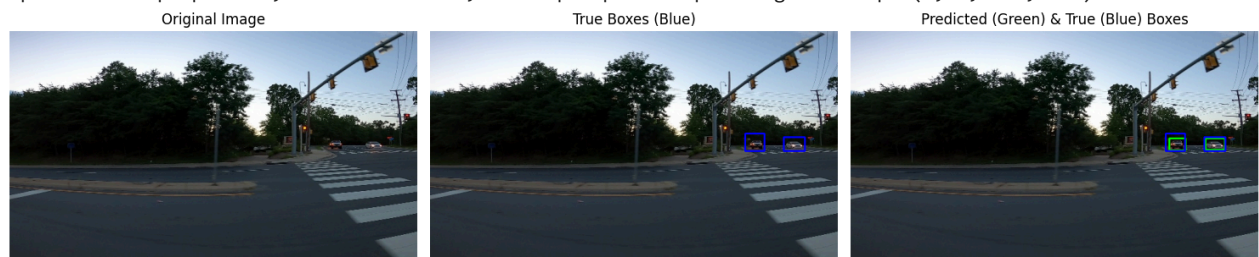 Original Image
True Boxes (Blue)
Predicted (Green) & True (Blue) Boxes